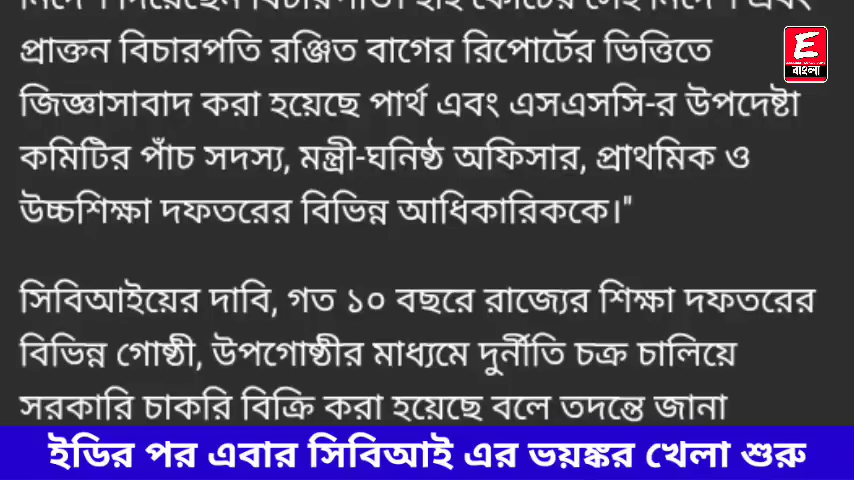 প্রাক্তন বিচারপতি রঞ্জিত বাগের রিপোর্টের ভিত্তিতে
জিজ্ঞাসাবাদ করা হয়েছে পার্থ এবং এসএসসি-র উপদেষ্টা
কমিটির পাঁচ সদস্য, মন্ত্রী-ঘনিষ্ঠ অফিসার, প্রাথমিক ও
উচ্চশিক্ষা দফতরের বিভিন্ন আধিকারিককে।"
সিবিআইয়ের দাবি, গত ১০ বছরে রাজ্যের শিক্ষা দফতরের
বিভিন্ন গোষ্ঠী, উপগোষ্ঠীর মাধ্যমে দুর্নীতি চক্র চালিয়ে
সরকারি চাকরি বিক্রি করা হয়েছে বলে তদন্তে জানা
ইডির পর এবার সিবিআই এর ভয়ঙ্কর খেলা শুরু
E
বাংলা